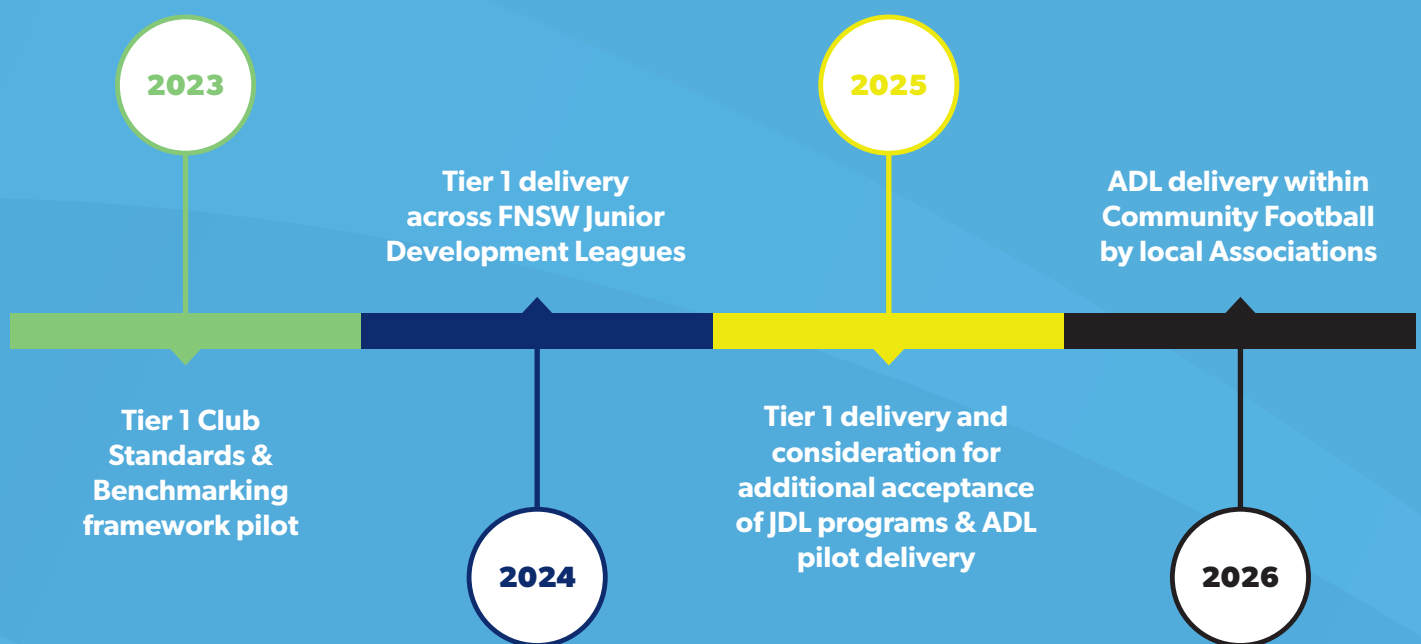 2023
Tier 1 Club
Standards &
Benchmarking
framework pilot
Tier 1 delivery
across FNSW Junior
Development Leagues
2024
2025
Tier 1 delivery and
consideration for
additional acceptance
of JDL programs & ADL
pilot delivery
ADL delivery within
Community Football
by local Associations
2026